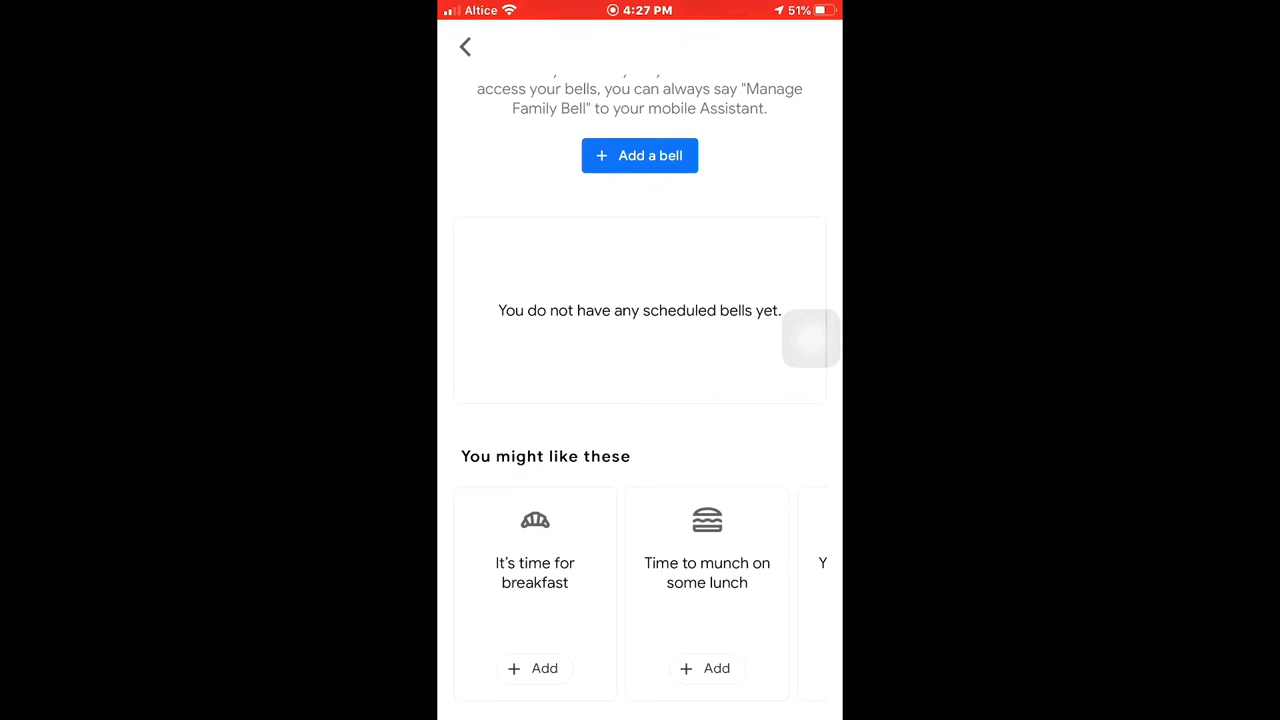 Altice 4:27 PM 51%
access your bells, you can always say "Manage
Family Bell" to your mobile Assistant.
+ Add a bell
You do not have any scheduled bells yet.
You might like these
It's time for
breakfast
+ Add
Time to munch on
some lunch
+ Add
Y